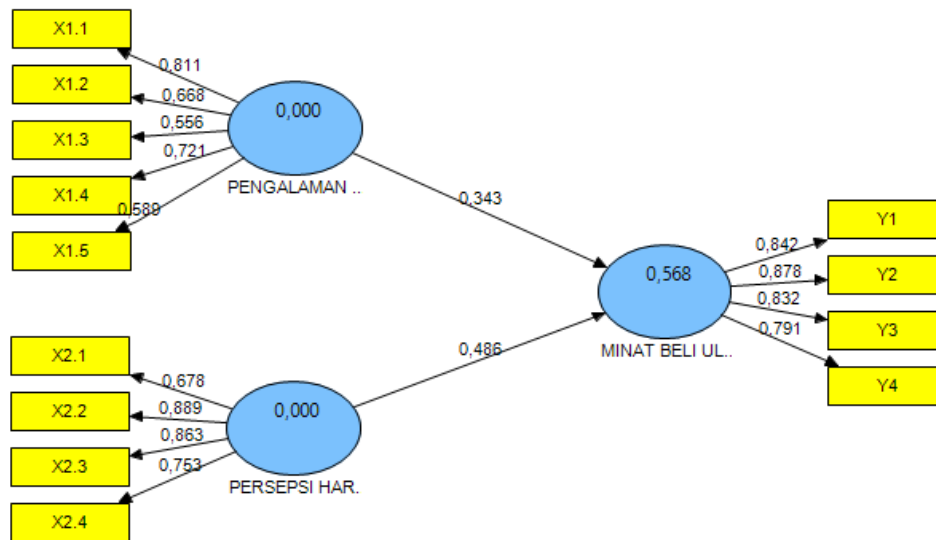 X1.1
0,811
X1.2
0,668
0,000
X1.3
0,556
0,721
X1.4
PENGALAMAN ..
0,589
0,343
X1.5
Y1
0,842
0,568
0,878
Y2
0,832
Y3
0,791
MINAT BELI UL..
Y4
0,486
X2.1
0,678
X2.2
0,889
0,000
0,863
X2.3
0,753
PERSEPSI HAR.
X2.4